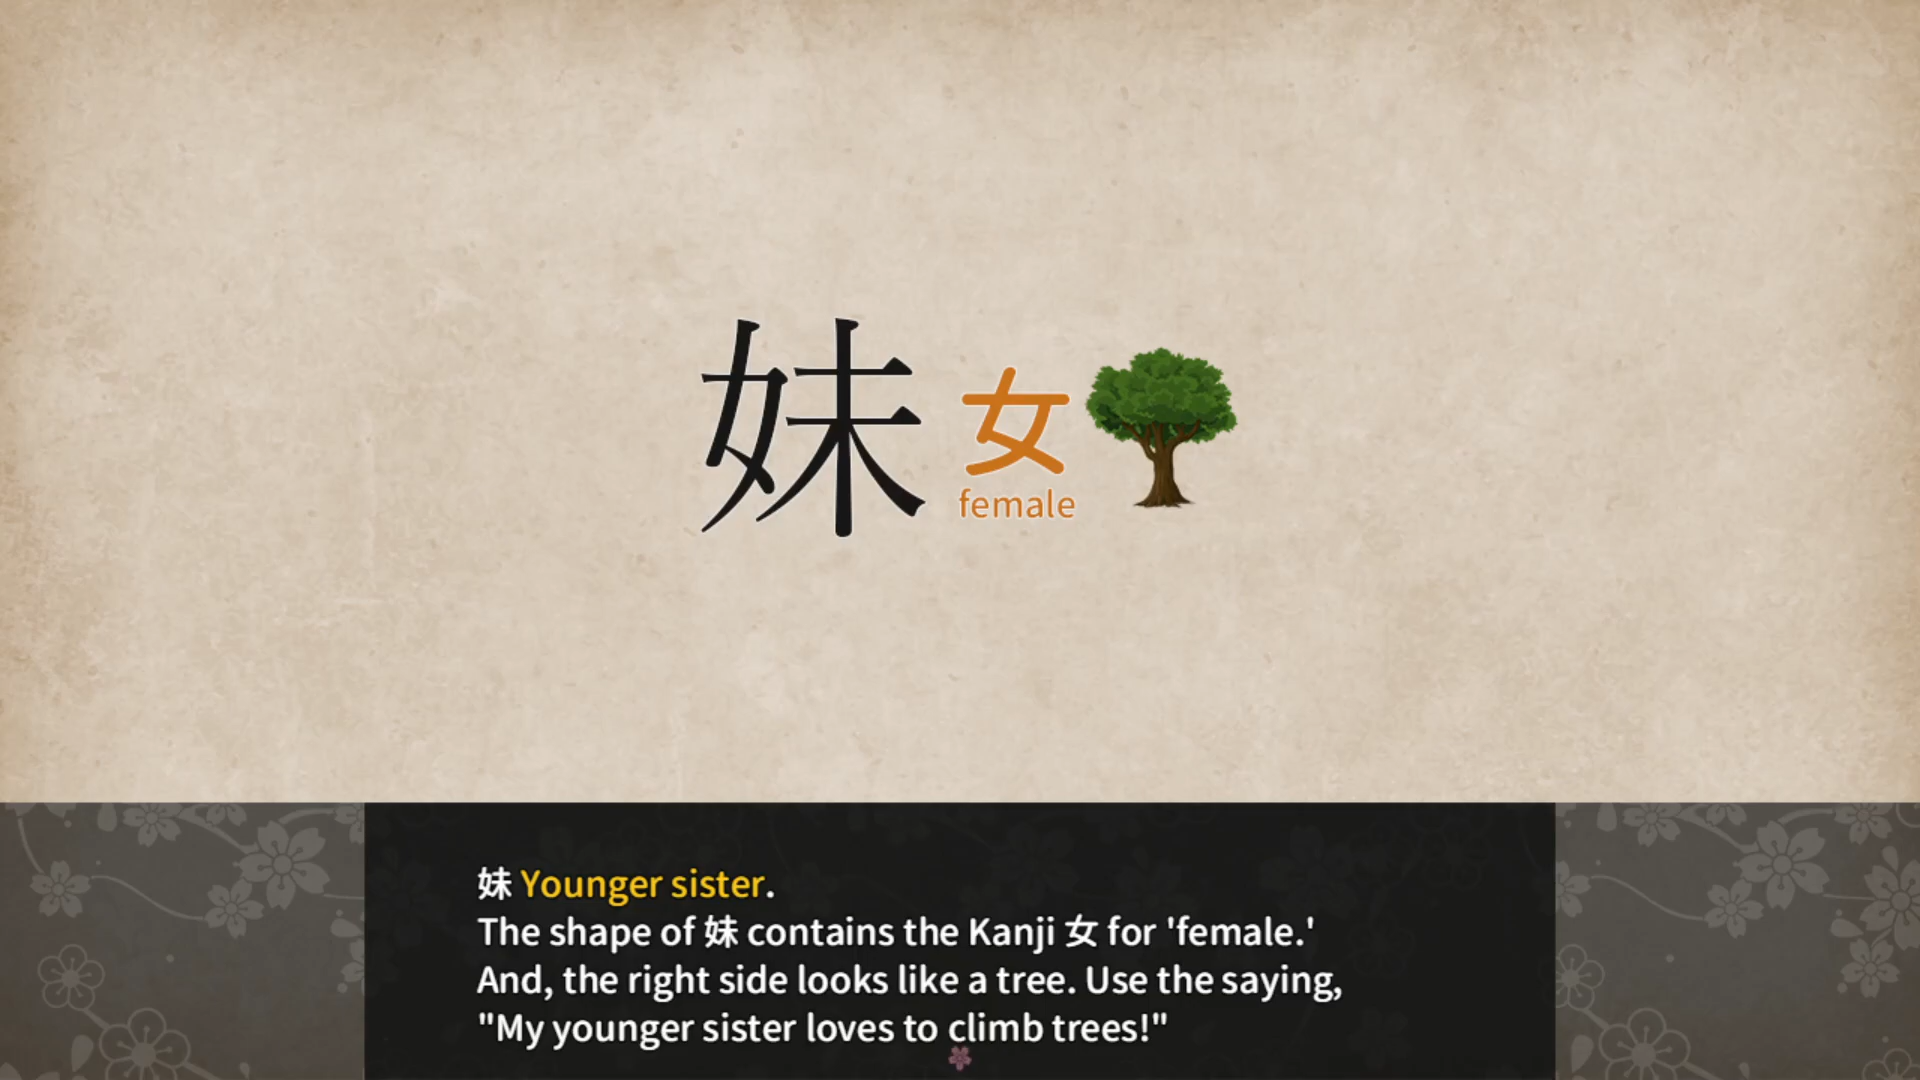 妹 女
female
妹 Younger sister.
The shape of 妹 contains the Kanji 女 for 'female.'
And, the right side looks like a tree. Use the saying,
"My younger sister loves to climb trees!"